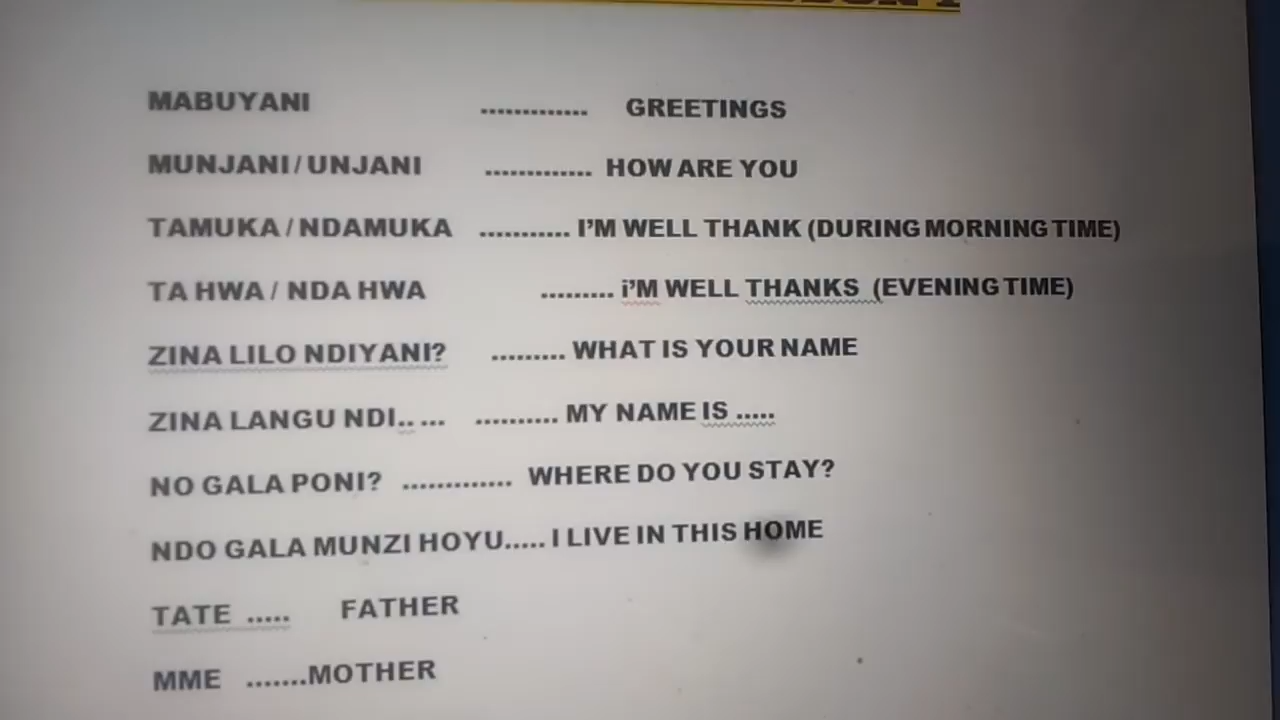 MABUYANI ............. GREETINGS
MUNJANI/UNJANI ............. HOW ARE YOU
TAMUKA / NDAMUKA ........... I'M WELL THANK (DURING MORNING TIME)
TA HWA / NDA HWA ......... i'M WELL THANKS (EVENING TIME)
ZINA LILO NDIYANI? ......... WHAT IS YOUR NAME
ZINA LANGU NDI.. ... .......... MY NAME IS .....
NO GALA PONI? ............. WHERE DO YOU STAY?
NDO GALA MUNZI HOYU..... I LIVE IN THIS HOME
TATE ..... FATHER
MME .......MOTHER